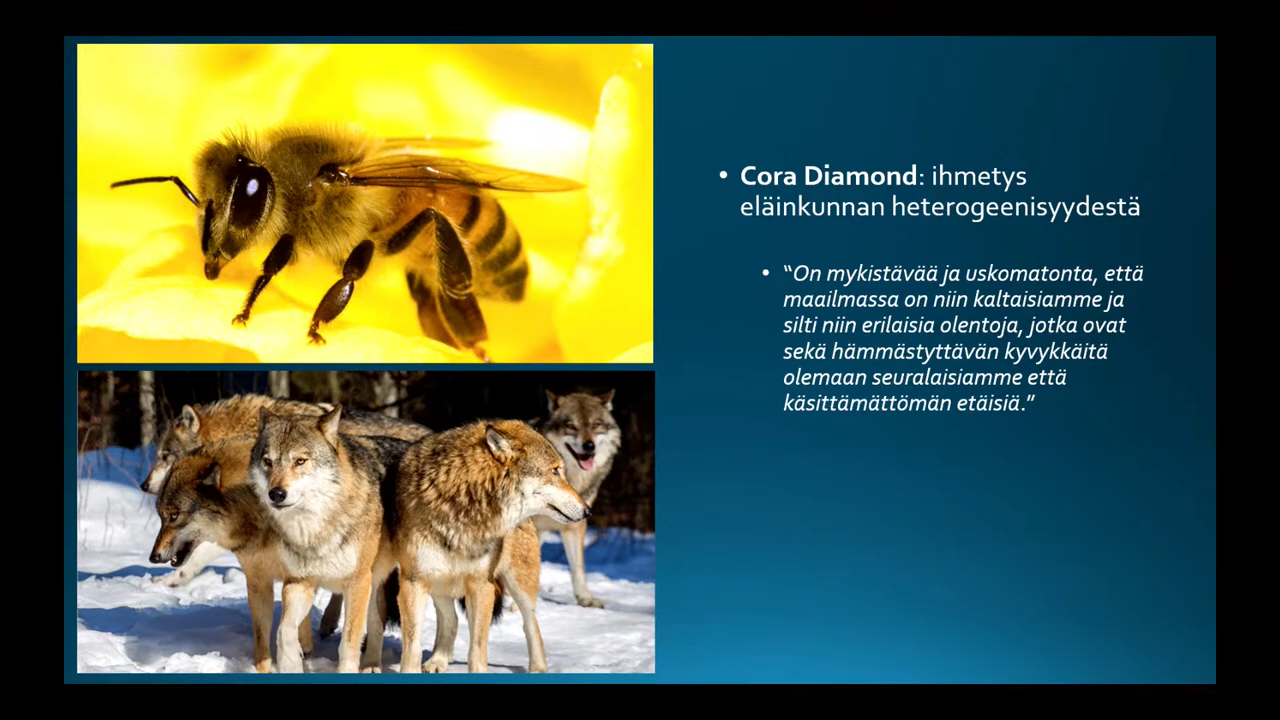 • Cora Diamond: ihmetys
eläinkunnan heterogeenisyydestä
• “On mykistävää ja uskomatonta, että
maailmassa on niin kaltaisiamme ja
silti niin erilaisia olentoja, jotka ovat
sekä hämmästyttävän kyvykkäitä
olemaan seuralaisiamme että
käsittämättömän etäisiä.”